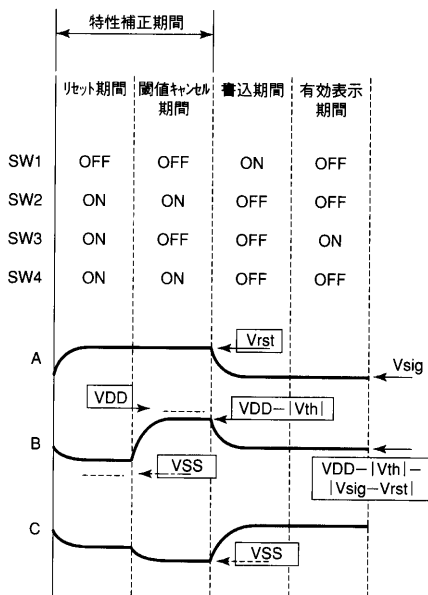 特性補正期間
リセット期間 閾値キャンセル期間 書込期間 有効表示期間
SW1 OFF OFF ON OFF
SW2 ON ON OFF OFF
SW3 ON OFF OFF ON
SW4 ON ON OFF OFF
A Vrst Vsig
VDD VDD−|Vth|
B VSS VDD−|Vth|−|Vsig−Vrst|
C VSS